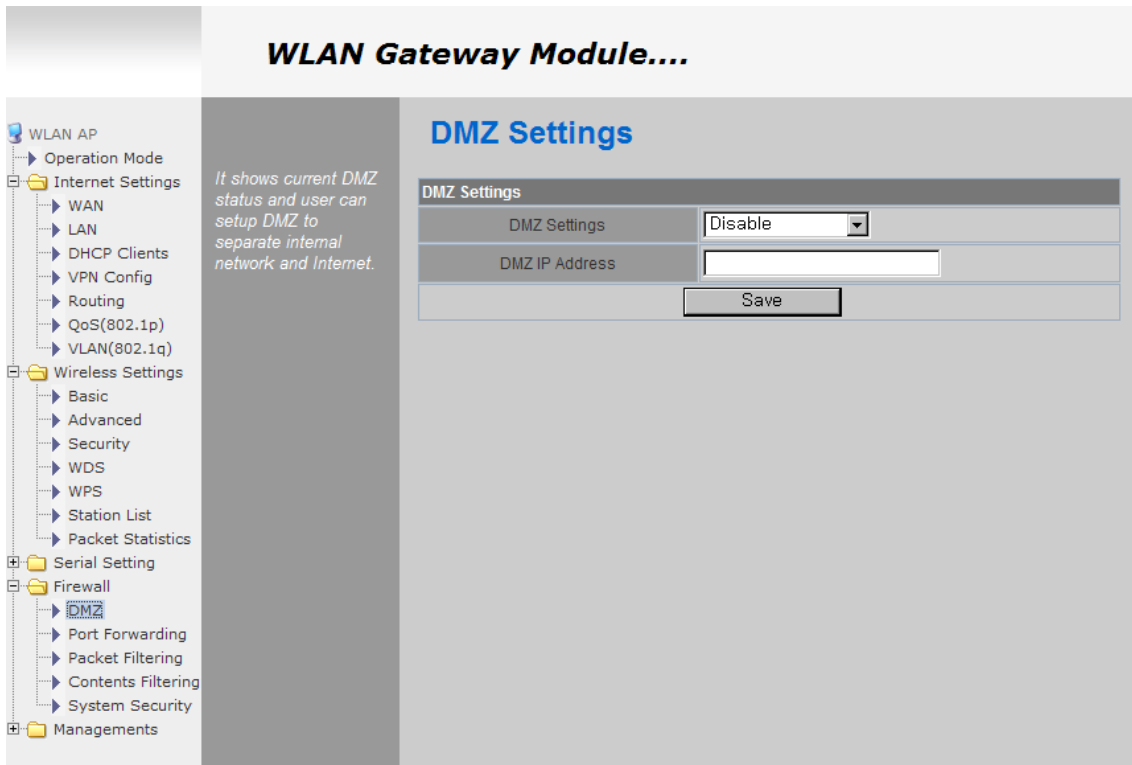 WLAN Gateway Module....
WLAN AP
Operation Mode
Internet Settings
WAN
LAN
DHCP Clients
VPN Config
Routing
QoS(802.1p)
VLAN(802.1q)
Wireless Settings
Basic
Advanced
Security
WDS
WPS
Station List
Packet Statistics
Serial Setting
Firewall
DMZ
Port Forwarding
Packet Filtering
Contents Filtering
System Security
Managements
It shows current DMZ
status and user can
setup DMZ to
separate internal
network and Internet.
DMZ Settings
DMZ Settings
DMZ Settings Disable
DMZ IP Address
Save